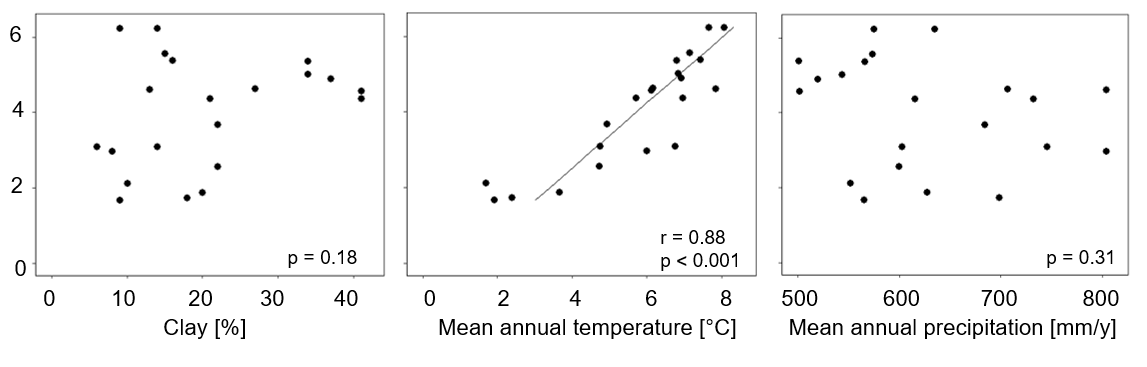 6
4
2
0
p = 0.18
0 10 20 30 40
Clay [%]
r = 0.88
p < 0.001
0 2 4 6 8
Mean annual temperature [°C]
p = 0.31
500 600 700 800
Mean annual precipitation [mm/y]